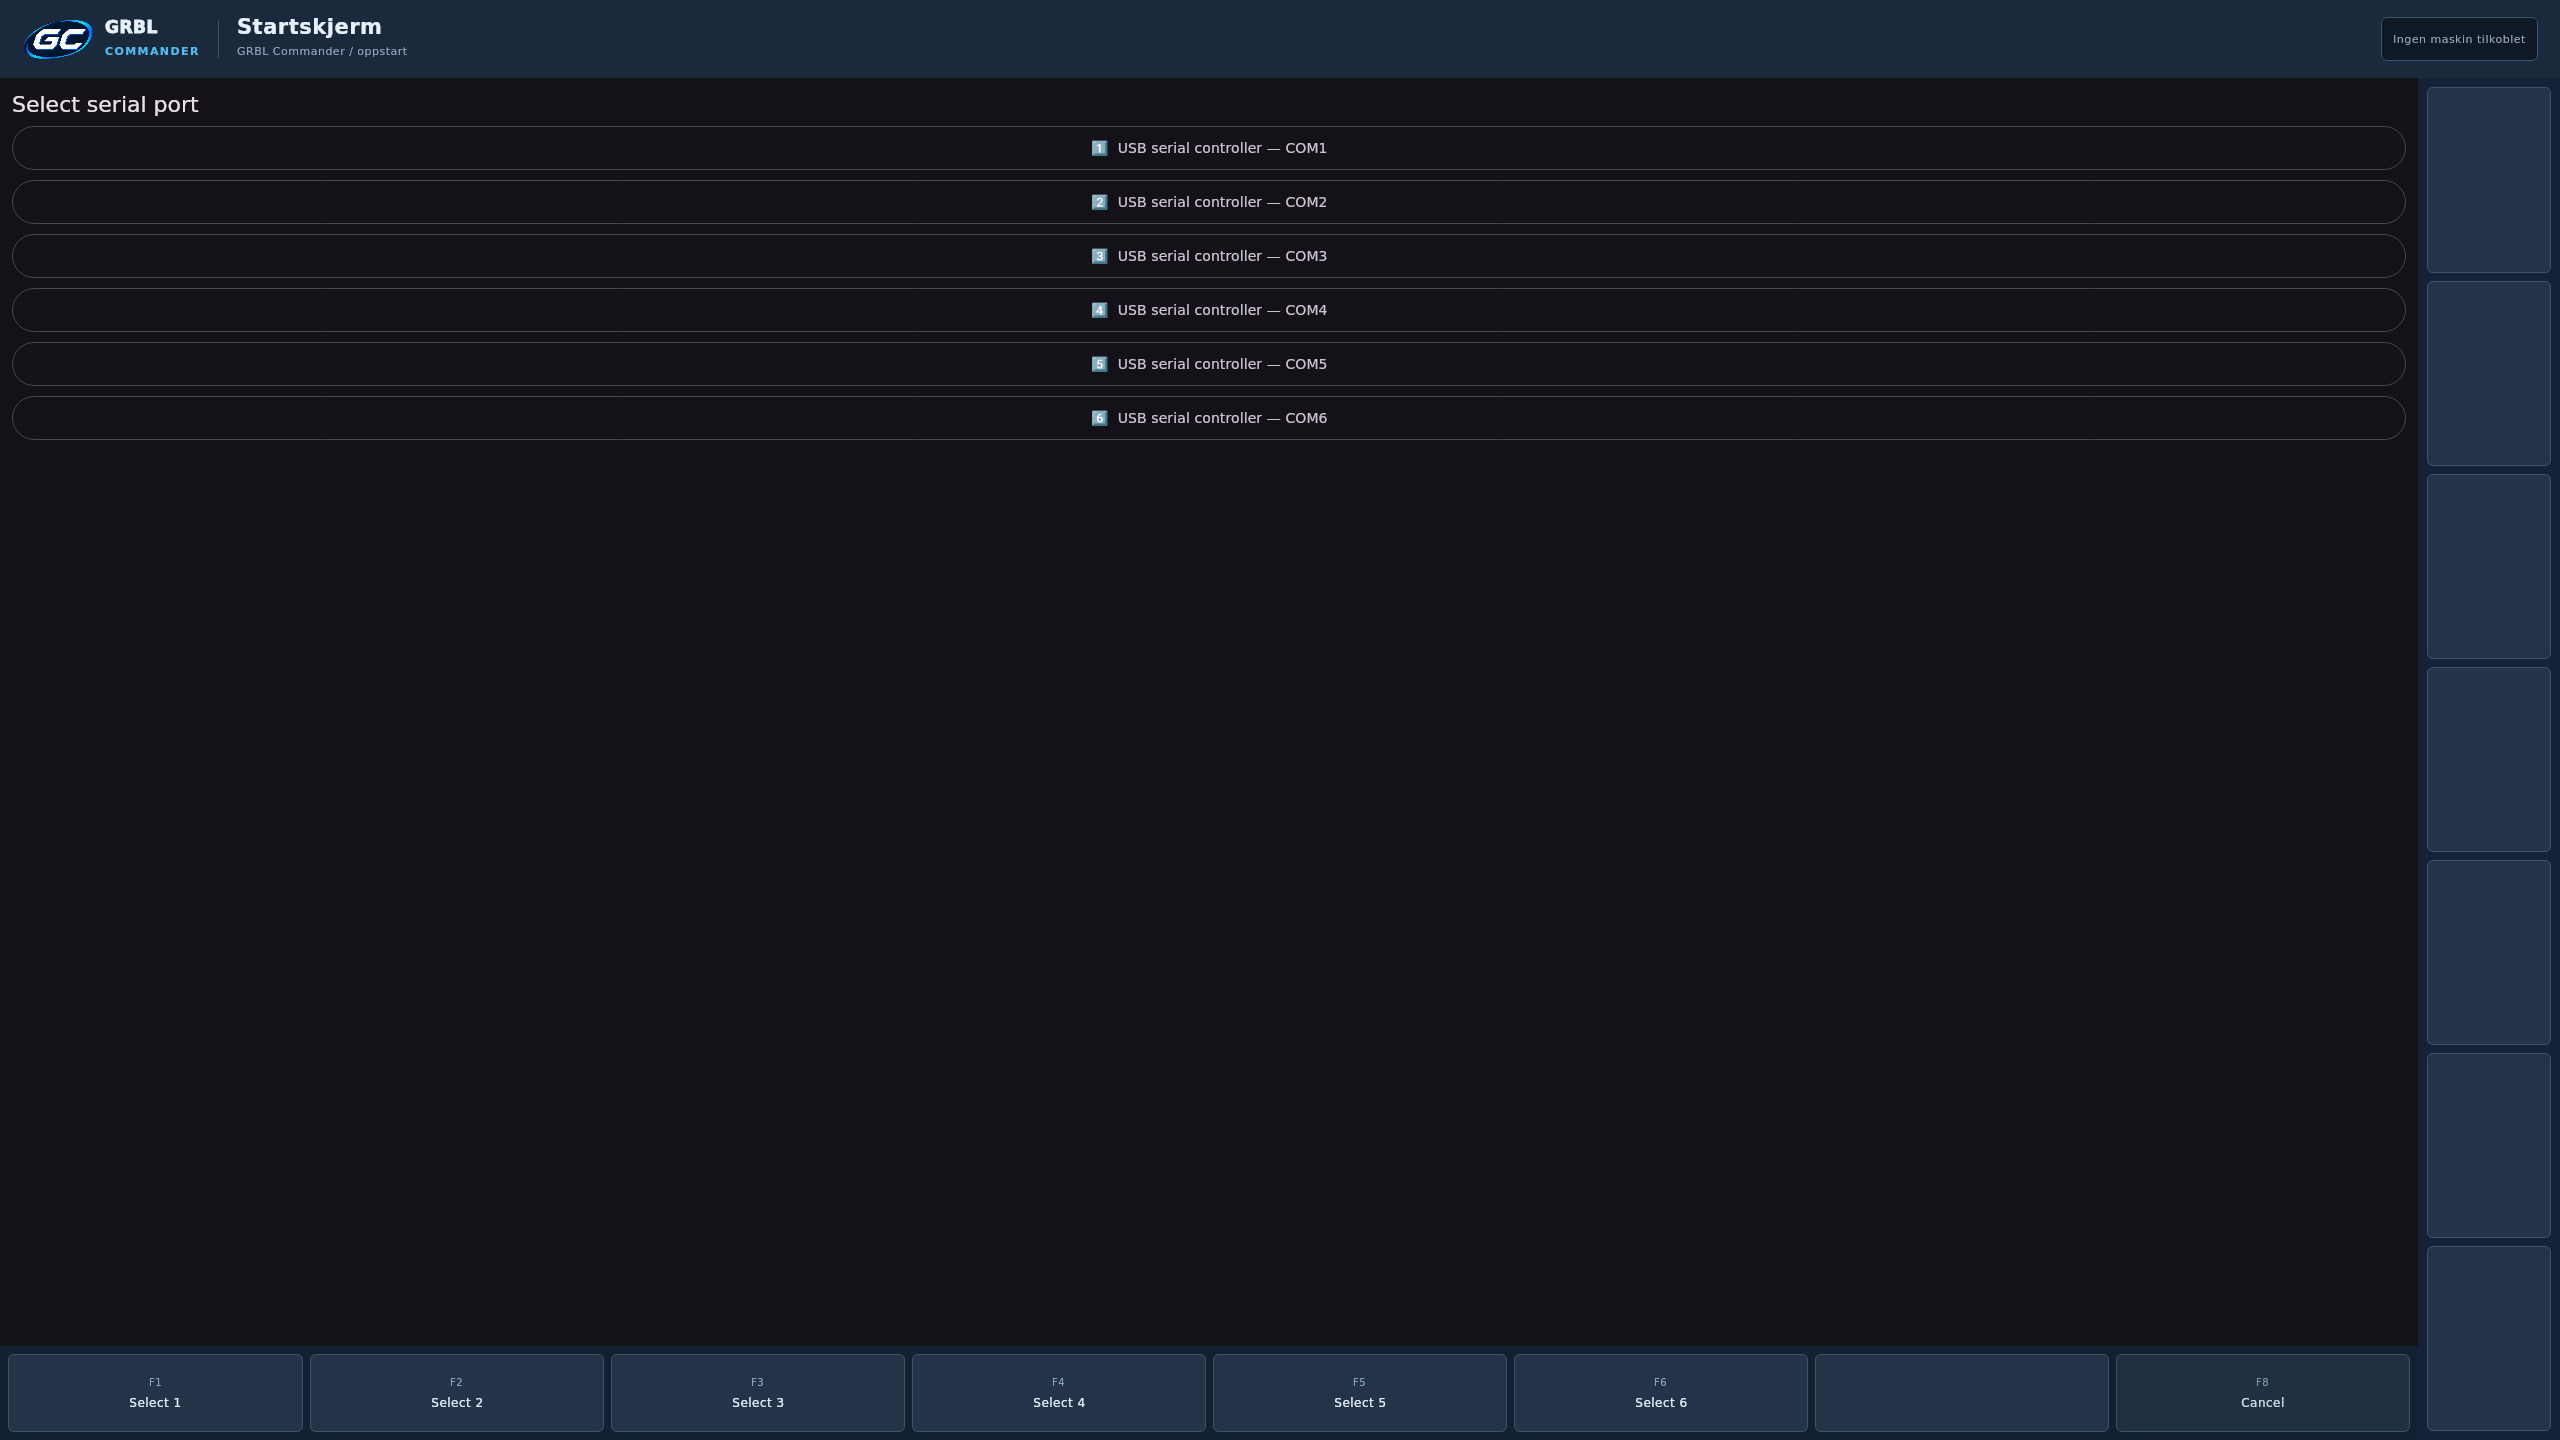 GC
GRBL
COMMANDER
Startskjerm
GRBL Commander / oppstart
Ingen maskin tilkoblet
Select serial port
1️⃣ USB serial controller — COM1
2️⃣ USB serial controller — COM2
3️⃣ USB serial controller — COM3
4️⃣ USB serial controller — COM4
5️⃣ USB serial controller — COM5
6️⃣ USB serial controller — COM6
F1
Select 1
F2
Select 2
F3
Select 3
F4
Select 4
F5
Select 5
F6
Select 6
F8
Cancel